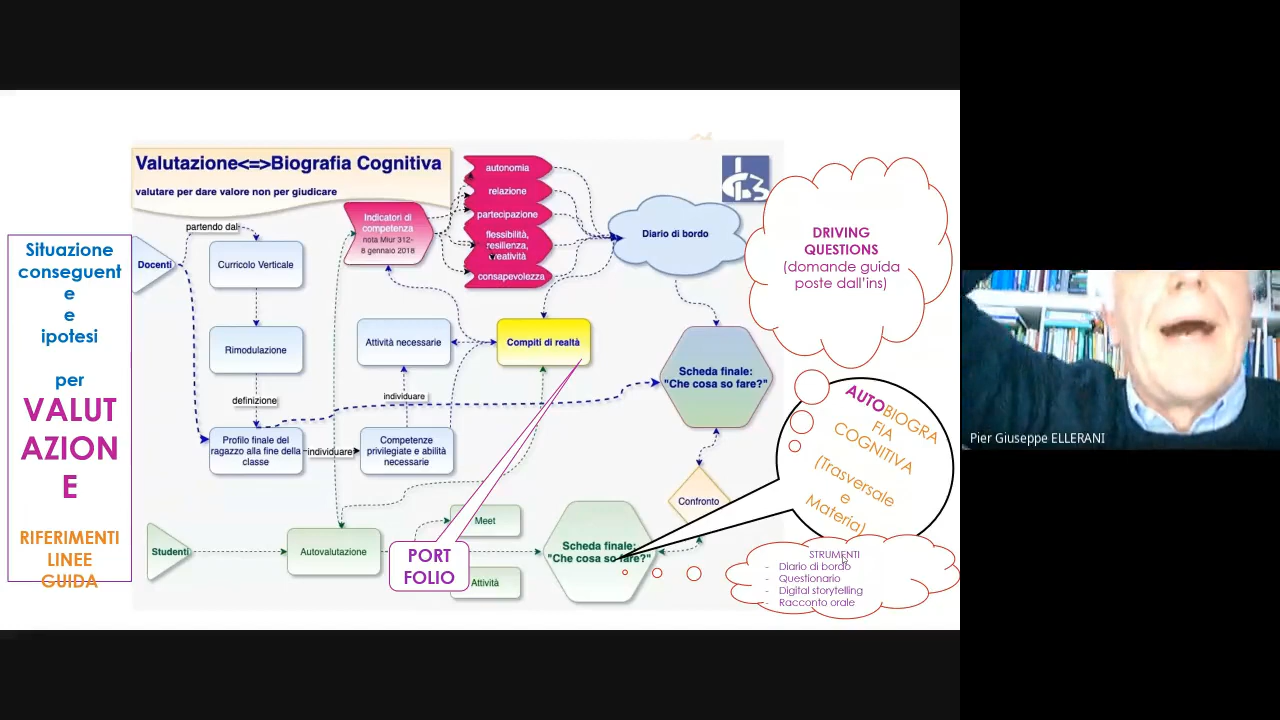 Valutazione<=>Biografia Cognitiva
valutare per dare valore non per giudicare
Situazione
conseguent
e
e
ipotesi
per
VALUT
AZION
E
RIFERIMENTI
LINEE
GUIDA
Docenti
partendo dal
Curricolo Verticale
Rimodulazione
definizione
Profilo finale del
ragazzo alla fine della
classe
individuare
Competenze
privilegiate e abilità
necessarie
individuare
Attività necessarie
Indicatori di
competenza
nota Miur 312-
8 gennaio 2018
autonomia
relazione
partecipazione
flessibilità,
resilienza,
creatività
consapevolezza
Compiti di realtà
Diario di bordo
Scheda finale:
"Che cosa so fare?"
Confronto
Studenti
Autovalutazione
Meet
Attività
PORT
FOLIO
Scheda finale:
"Che cosa so fare?"
DRIVING
QUESTIONS
(domande guida
poste dall'ins)
AUTOBIOGRA
FIA
COGNITIVA
(Trasversale
e
Materia)
STRUMENTI
- Diario di bordo
- Questionario
- Digital storytelling
- Racconto orale
Pier Giuseppe ELLERANI